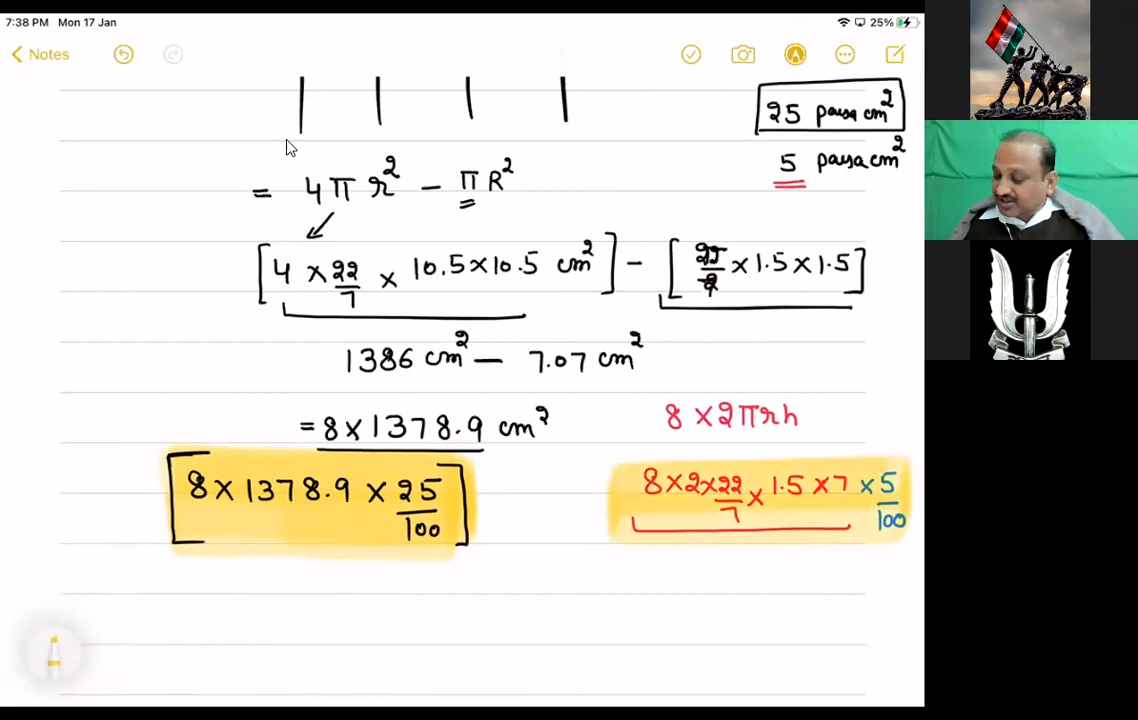 7:38 PM Mon 17 Jan
25%
Notes
25 paisa cm²
5 paisa cm²
= 4π r² − π R²
[4 × 22/7 × 10.5 × 10.5 cm²] − [22/7 × 1.5 × 1.5]
1386 cm² − 7.07 cm²
= 8 × 1378.9 cm²
8 × 2πrh
[8 × 1378.9 × 25/100]
8 × 2 × 22/7 × 1.5 × 7 × 5/100